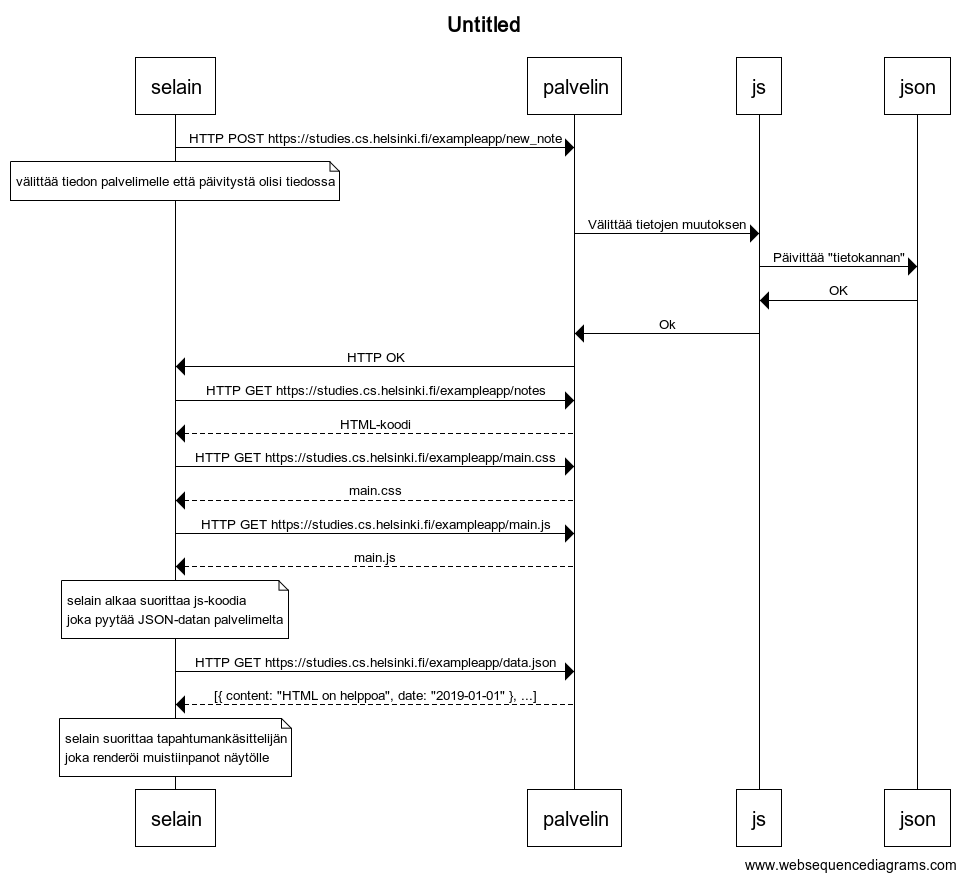 Untitled
selain
palvelin
js
json
HTTP POST https://studies.cs.helsinki.fi/exampleapp/new_note
välittää tiedon palvelimelle että päivitystä olisi tiedossa
Välittää tietojen muutoksen
Päivittää "tietokannan"
OK
Ok
HTTP OK
HTTP GET https://studies.cs.helsinki.fi/exampleapp/notes
HTML-koodi
HTTP GET https://studies.cs.helsinki.fi/exampleapp/main.css
main.css
HTTP GET https://studies.cs.helsinki.fi/exampleapp/main.js
main.js
selain alkaa suorittaa js-koodia
joka pyytää JSON-datan palvelimelta
HTTP GET https://studies.cs.helsinki.fi/exampleapp/data.json
[{ content: "HTML on helppoa", date: "2019-01-01" }, ...]
selain suorittaa tapahtumankäsittelijän
joka renderöi muistiinpanot näytölle
selain
palvelin
js
json
www.websequencediagrams.com